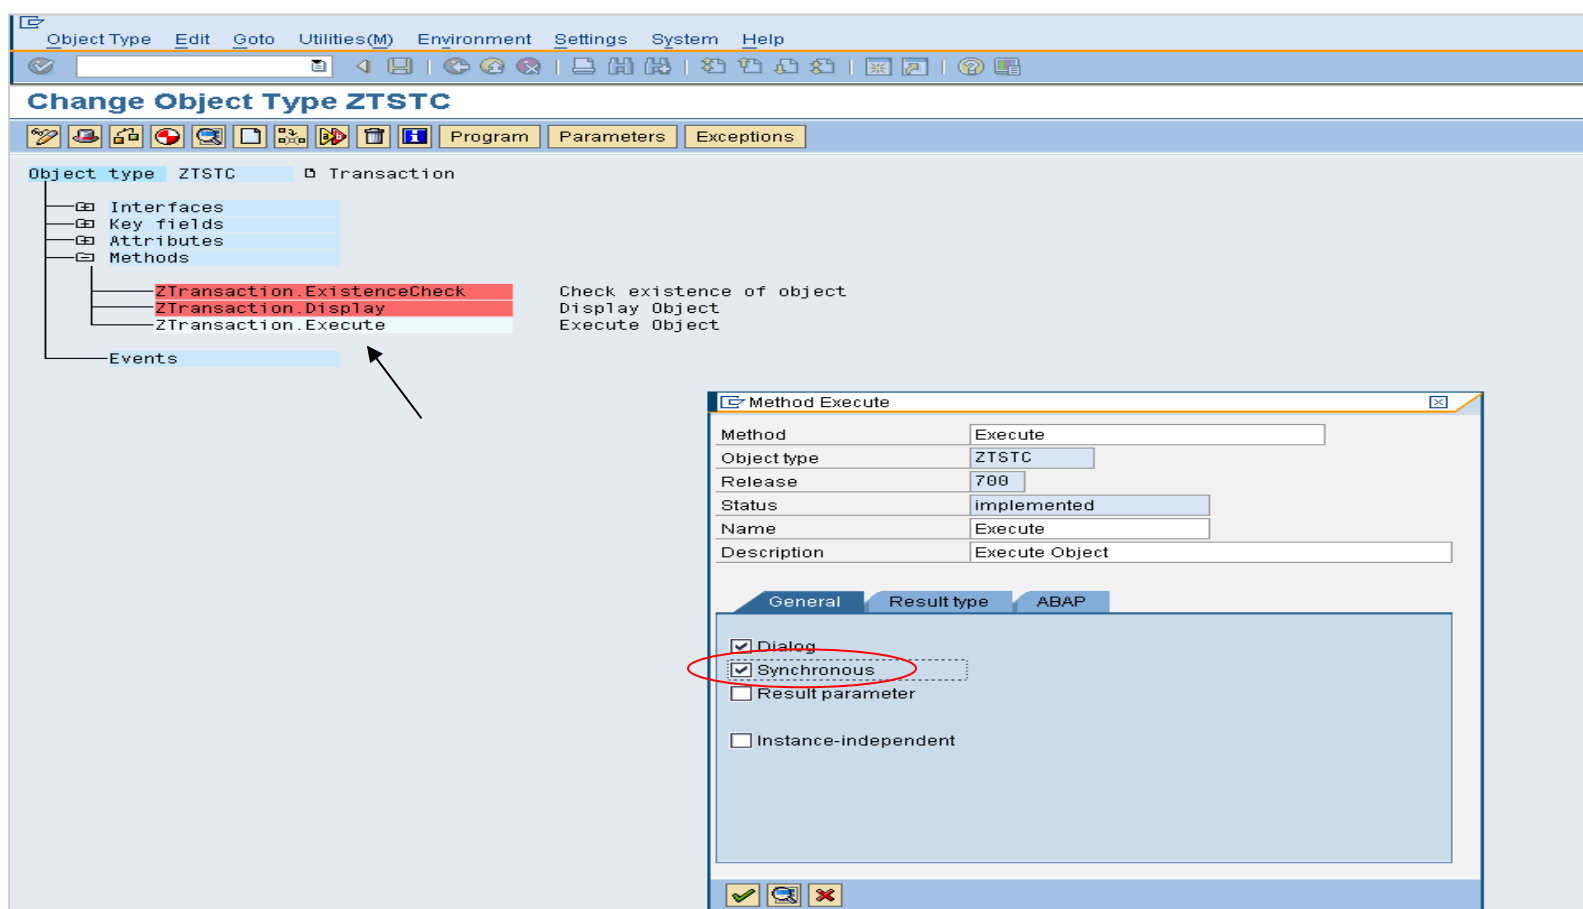 Object Type Edit Goto Utilities(M) Environment Settings System Help
Change Object Type ZTSTC
Program Parameters Exceptions
Object type ZTSTC Transaction
Interfaces
Key fields
Attributes
Methods
ZTransaction.ExistenceCheck Check existence of object
ZTransaction.Display Display Object
ZTransaction.Execute Execute Object
Events
Method Execute
Method Execute
Object type ZTSTC
Release 700
Status implemented
Name Execute
Description Execute Object
General Result type ABAP
Dialog
Synchronous
Result parameter
Instance-independent